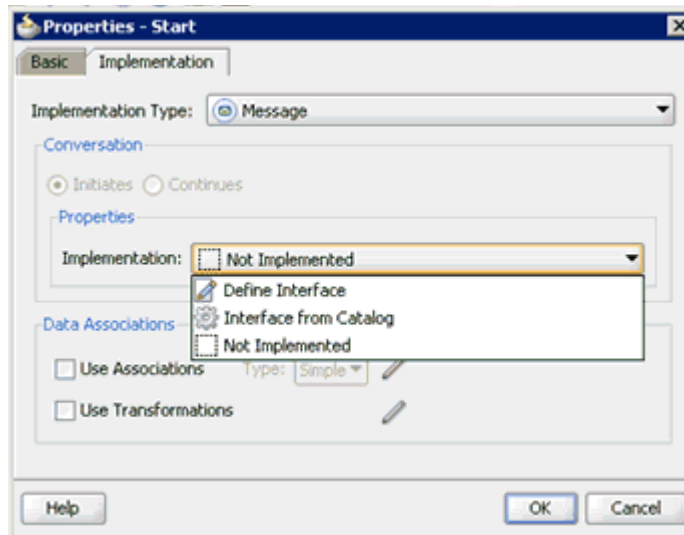 Properties - Start
Basic Implementation
Implementation Type: Message
Conversation
Initiates Continues
Properties
Implementation: Not Implemented
Define Interface
Interface from Catalog
Not Implemented
Data Associations
Use Associations Type: Simple
Use Transformations
Help OK Cancel